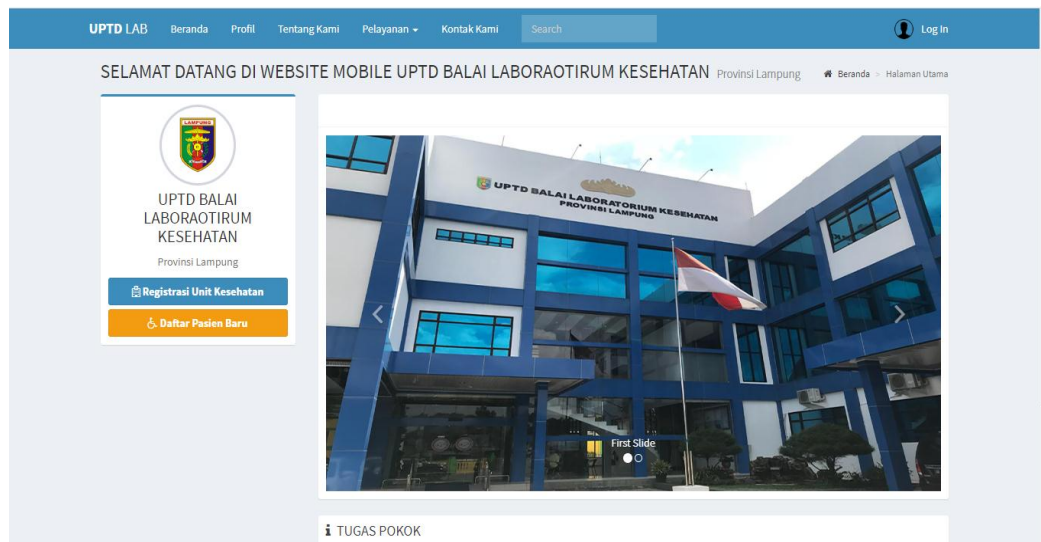 UPTD LAB Beranda Profil Tentang Kami Pelayanan Kontak Kami Search Log In
SELAMAT DATANG DI WEBSITE MOBILE UPTD BALAI LABORAOTIRUM KESEHATAN Provinsi Lampung Beranda > Halaman Utama
LAMPUNG
UPTD BALAI
LABORAOTIRUM
KESEHATAN
Provinsi Lampung
Registrasi Unit Kesehatan
Daftar Pasien Baru
UPTD BALAI LABORATORIUM KESEHATAN
PROVINSI LAMPUNG
First Slide
i TUGAS POKOK